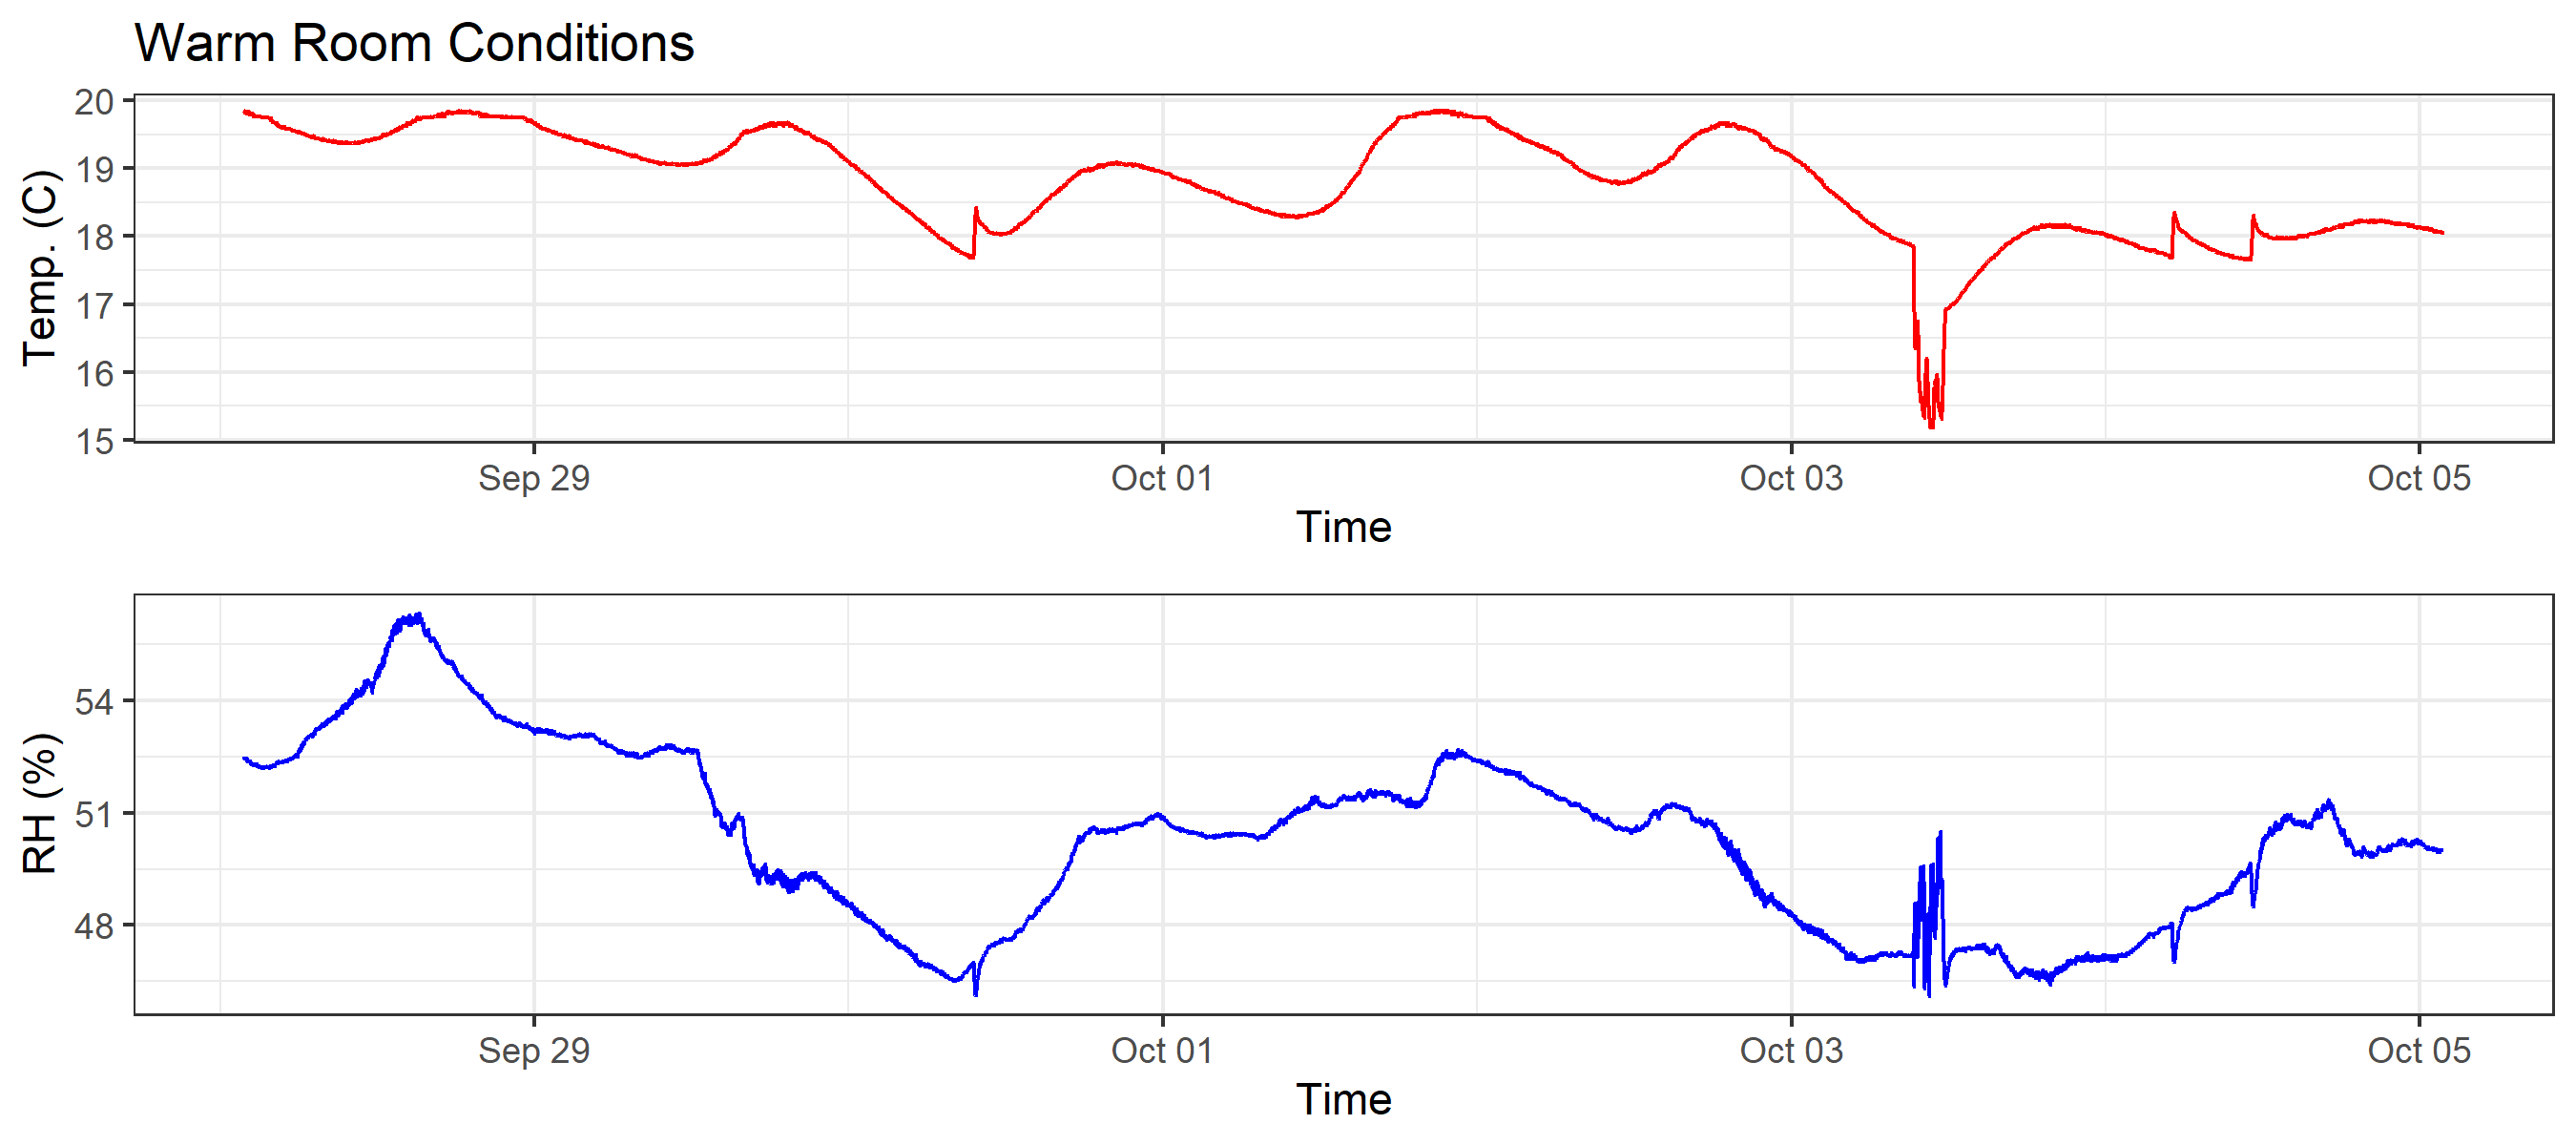 Warm Room Conditions
Temp. (C)
20
19
18
17
16
15
Sep 29 Oct 01 Oct 03 Oct 05
Time
RH (%)
54
51
48
Sep 29 Oct 01 Oct 03 Oct 05
Time